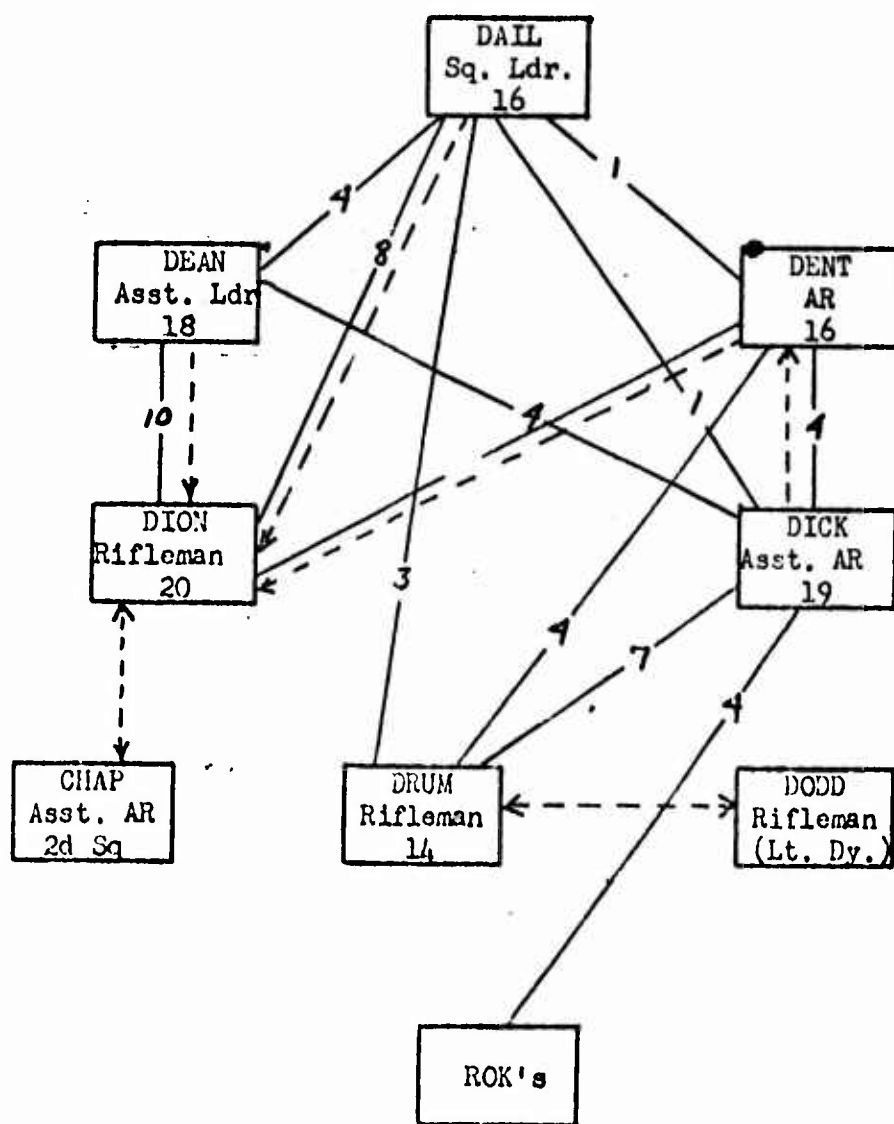 DAIL
Sq. Ldr.
16
4
1
8
DEAN
Asst. Ldr
18
DENT
AR
16
10
4
1
4
DION
Rifleman
20
DICK
Asst. AR
19
3
4
7
4
CHAP
Asst. AR
2d Sq
DRUM
Rifleman
14
DODD
Rifleman
(Lt. Dy.)
ROK's